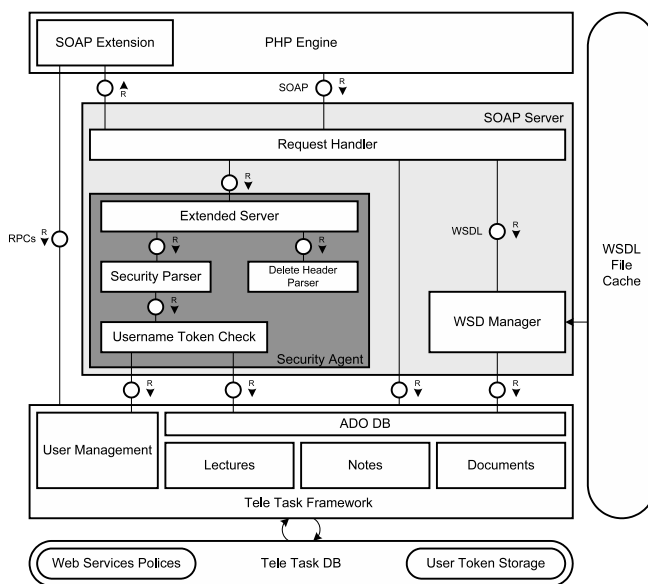 SOAP Extension
PHP Engine
R
SOAP
R
SOAP Server
Request Handler
R
Extended Server
RPCs
R
R
R
WSDL
R
Security Parser
Delete Header
Parser
WSDL
File
Cache
R
Username Token Check
WSD Manager
Security Agent
R
R
R
R
User Management
ADO DB
Lectures
Notes
Documents
Tele Task Framework
Web Services Polices
Tele Task DB
User Token Storage